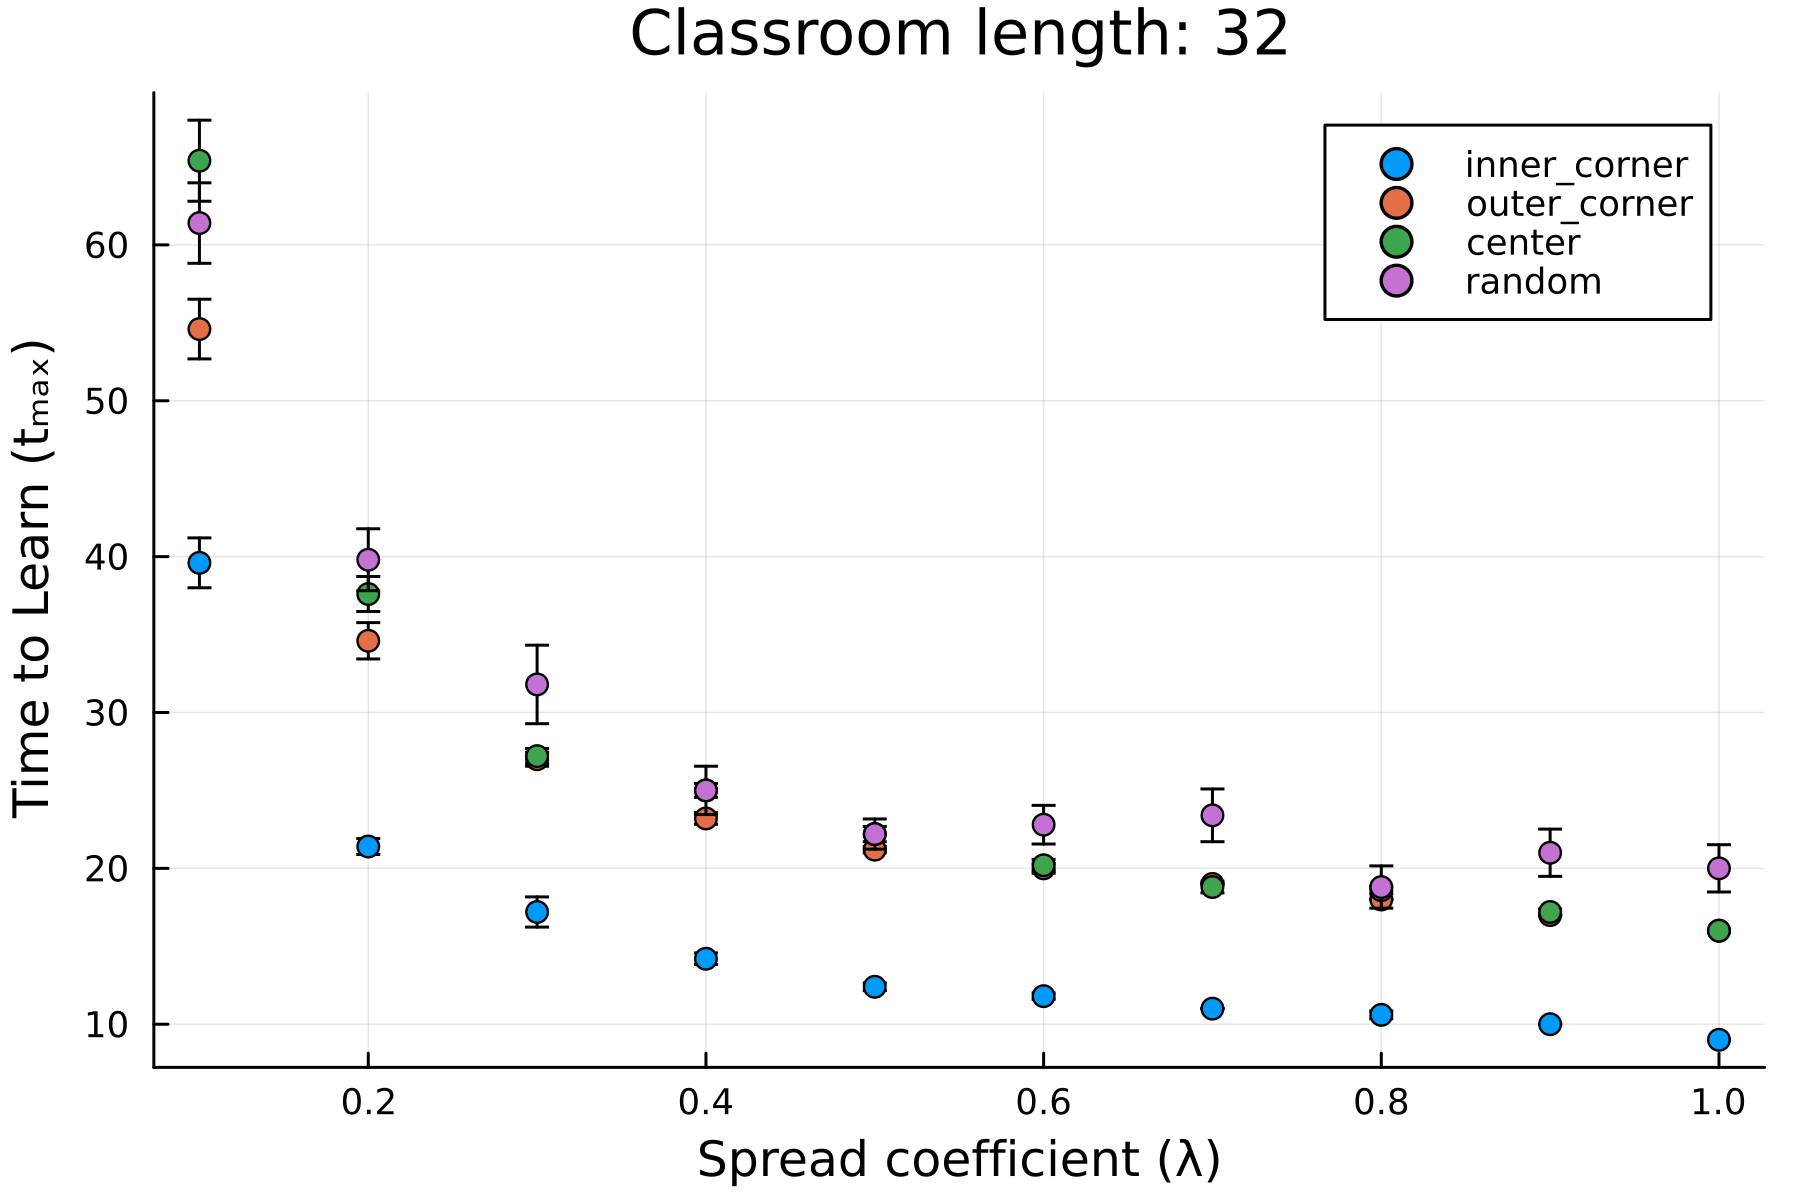 Classroom length: 32
inner_corner
outer_corner
center
random
Time to Learn (tₘₐₓ)
60
50
40
30
20
10
0.2 0.4 0.6 0.8 1.0
Spread coefficient (λ)